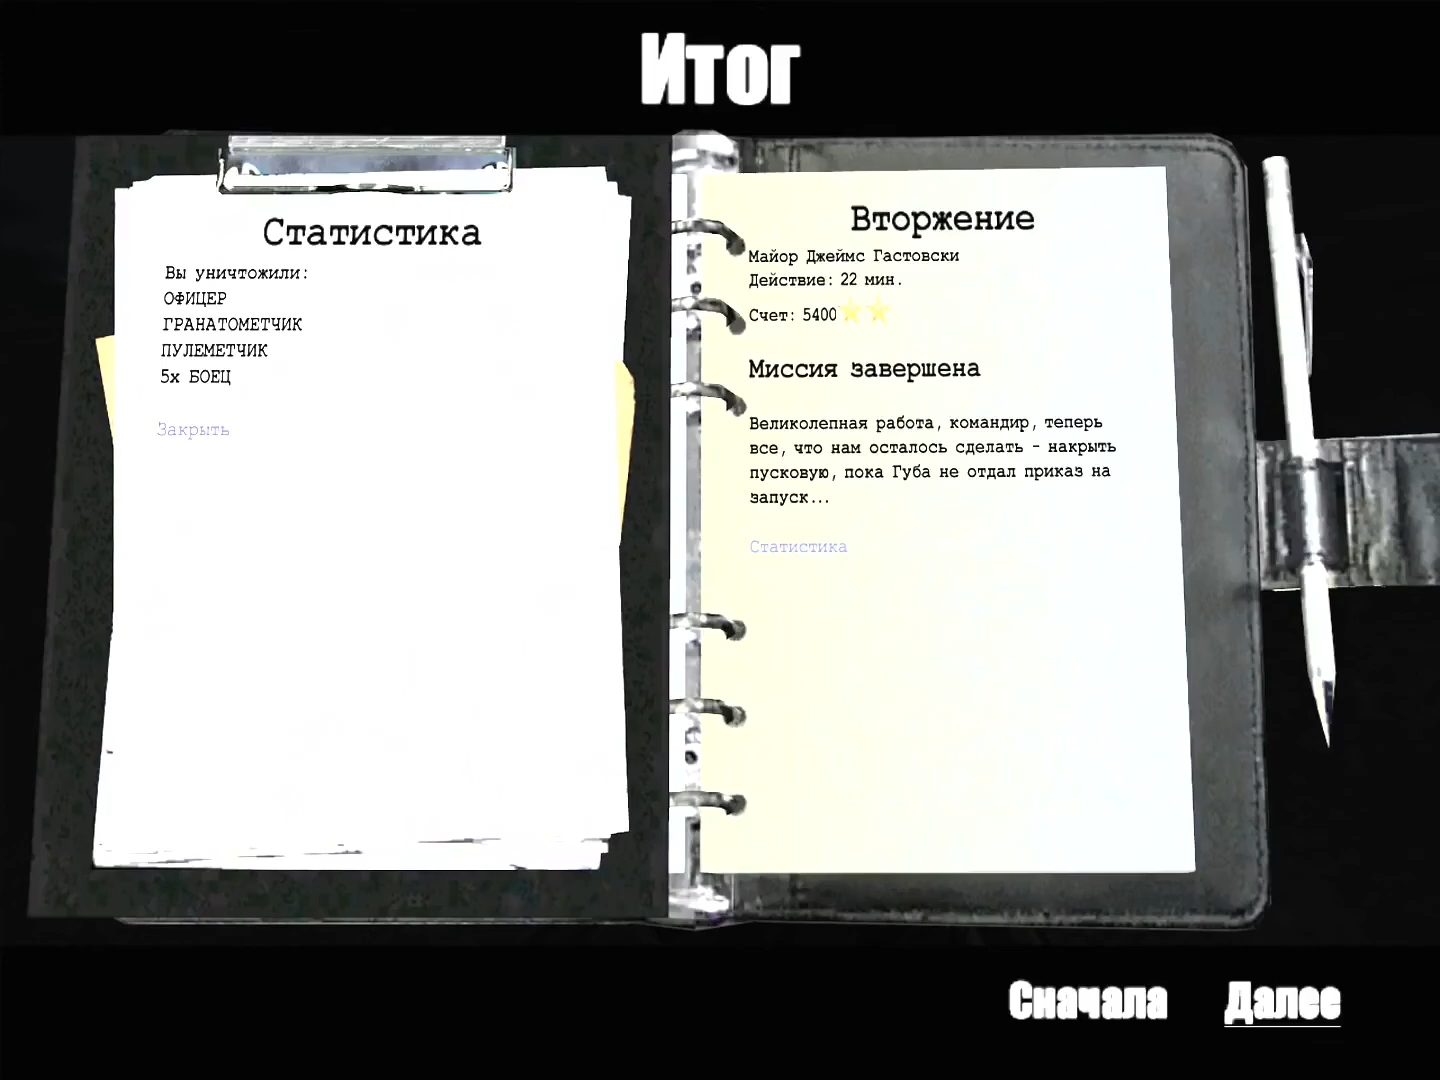 Итог
Статистика
Вы уничтожили:
ОФИЦЕР
ГРАНАТОМЕТЧИК
ПУЛЕМЕТЧИК
5x БОЕЦ
Закрыть
Вторжение
Майор Джеймс Гастовски
Действие: 22 мин.
Счет: 5400
Миссия завершена
Великолепная работа, командир, теперь
все, что нам осталось сделать - накрыть
пусковую, пока Губа не отдал приказ на
запуск...
Статистика
Сначала
Далее